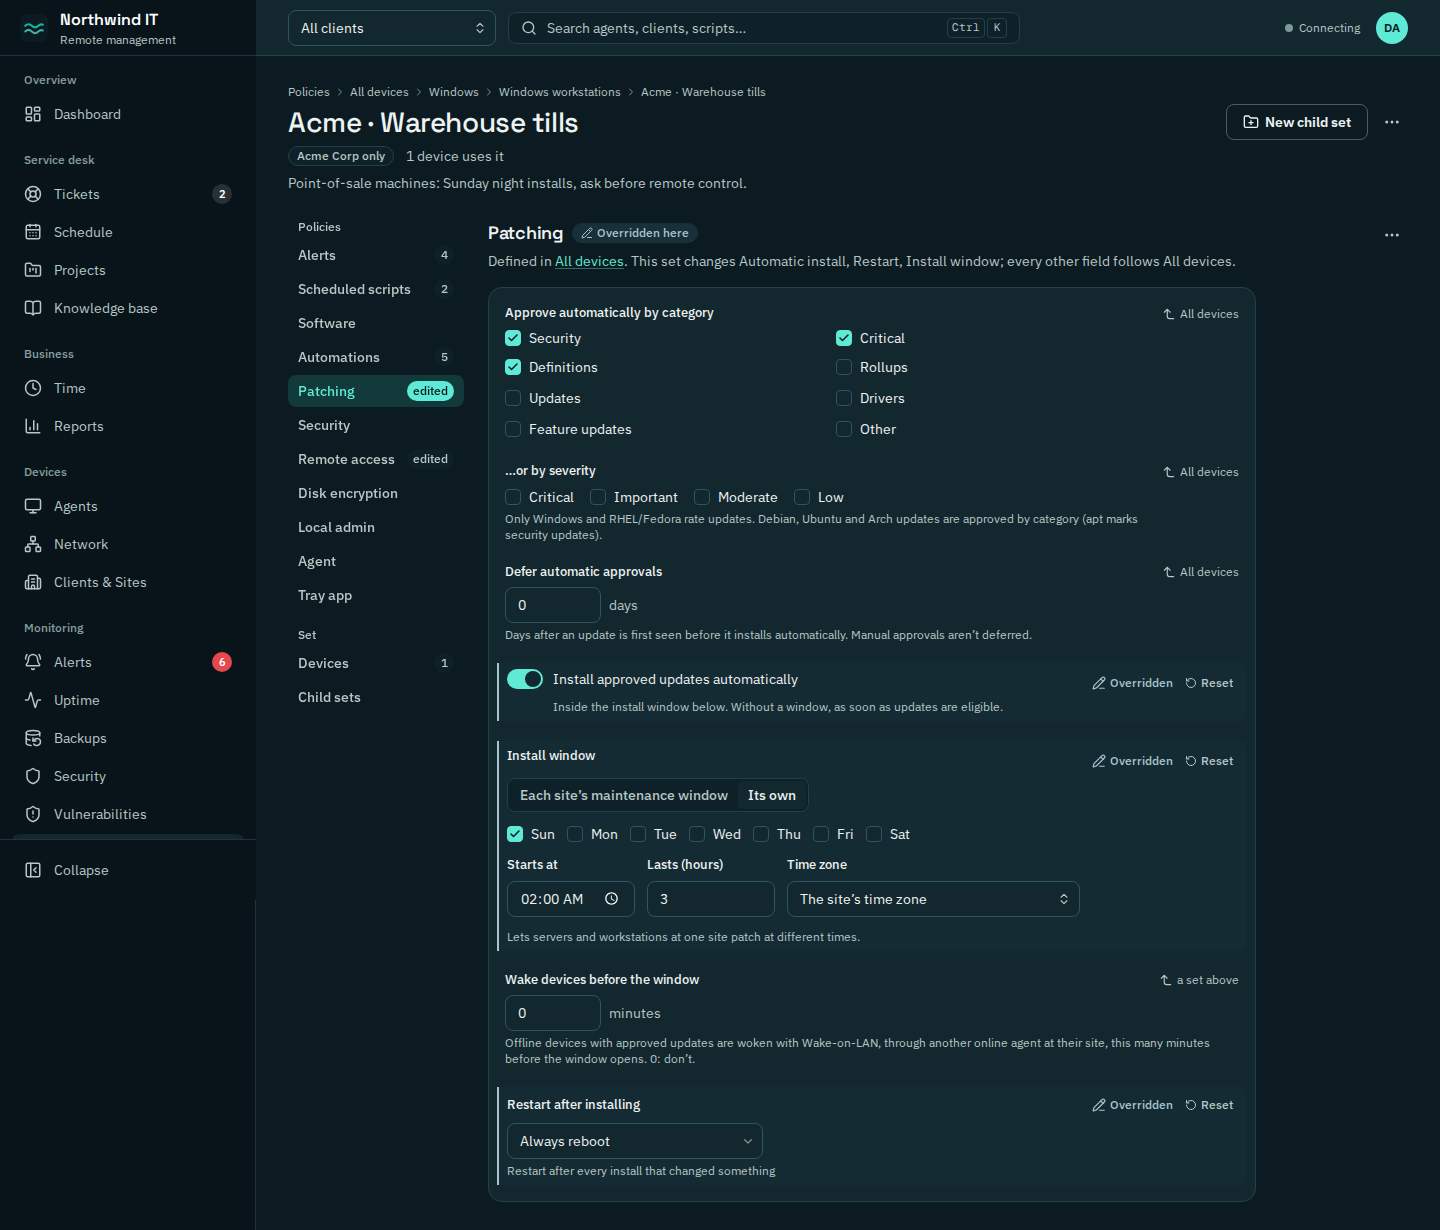 Northwind IT
Remote management
All clients
Search agents, clients, scripts...
Ctrl K
Connecting
DA
Overview
Dashboard
Service desk
Tickets 2
Schedule
Projects
Knowledge base
Business
Time
Reports
Devices
Agents
Network
Clients & Sites
Monitoring
Alerts 6
Uptime
Backups
Security
Vulnerabilities
Collapse
Policies > All devices > Windows > Windows workstations > Acme · Warehouse tills
Acme · Warehouse tills
New child set
Acme Corp only 1 device uses it
Point-of-sale machines: Sunday night installs, ask before remote control.
Policies
Alerts 4
Scheduled scripts 2
Software
Automations 5
Patching edited
Security
Remote access edited
Disk encryption
Local admin
Agent
Tray app
Set
Devices 1
Child sets
Patching Overridden here
Defined in All devices. This set changes Automatic install, Restart, Install window; every other field follows All devices.
Approve automatically by category All devices
Security Critical
Definitions Rollups
Updates Drivers
Feature updates Other
...or by severity All devices
Critical Important Moderate Low
Only Windows and RHEL/Fedora rate updates. Debian, Ubuntu and Arch updates are approved by category (apt marks
security updates).
Defer automatic approvals All devices
0 days
Days after an update is first seen before it installs automatically. Manual approvals aren't deferred.
Install approved updates automatically Overridden Reset
Inside the install window below. Without a window, as soon as updates are eligible.
Install window Overridden Reset
Each site's maintenance window Its own
Sun Mon Tue Wed Thu Fri Sat
Starts at Lasts (hours) Time zone
02:00 AM 3 The site's time zone
Lets servers and workstations at one site patch at different times.
Wake devices before the window a set above
0 minutes
Offline devices with approved updates are woken with Wake-on-LAN, through another online agent at their site, this many minutes
before the window opens. 0: don't.
Restart after installing Overridden Reset
Always reboot
Restart after every install that changed something